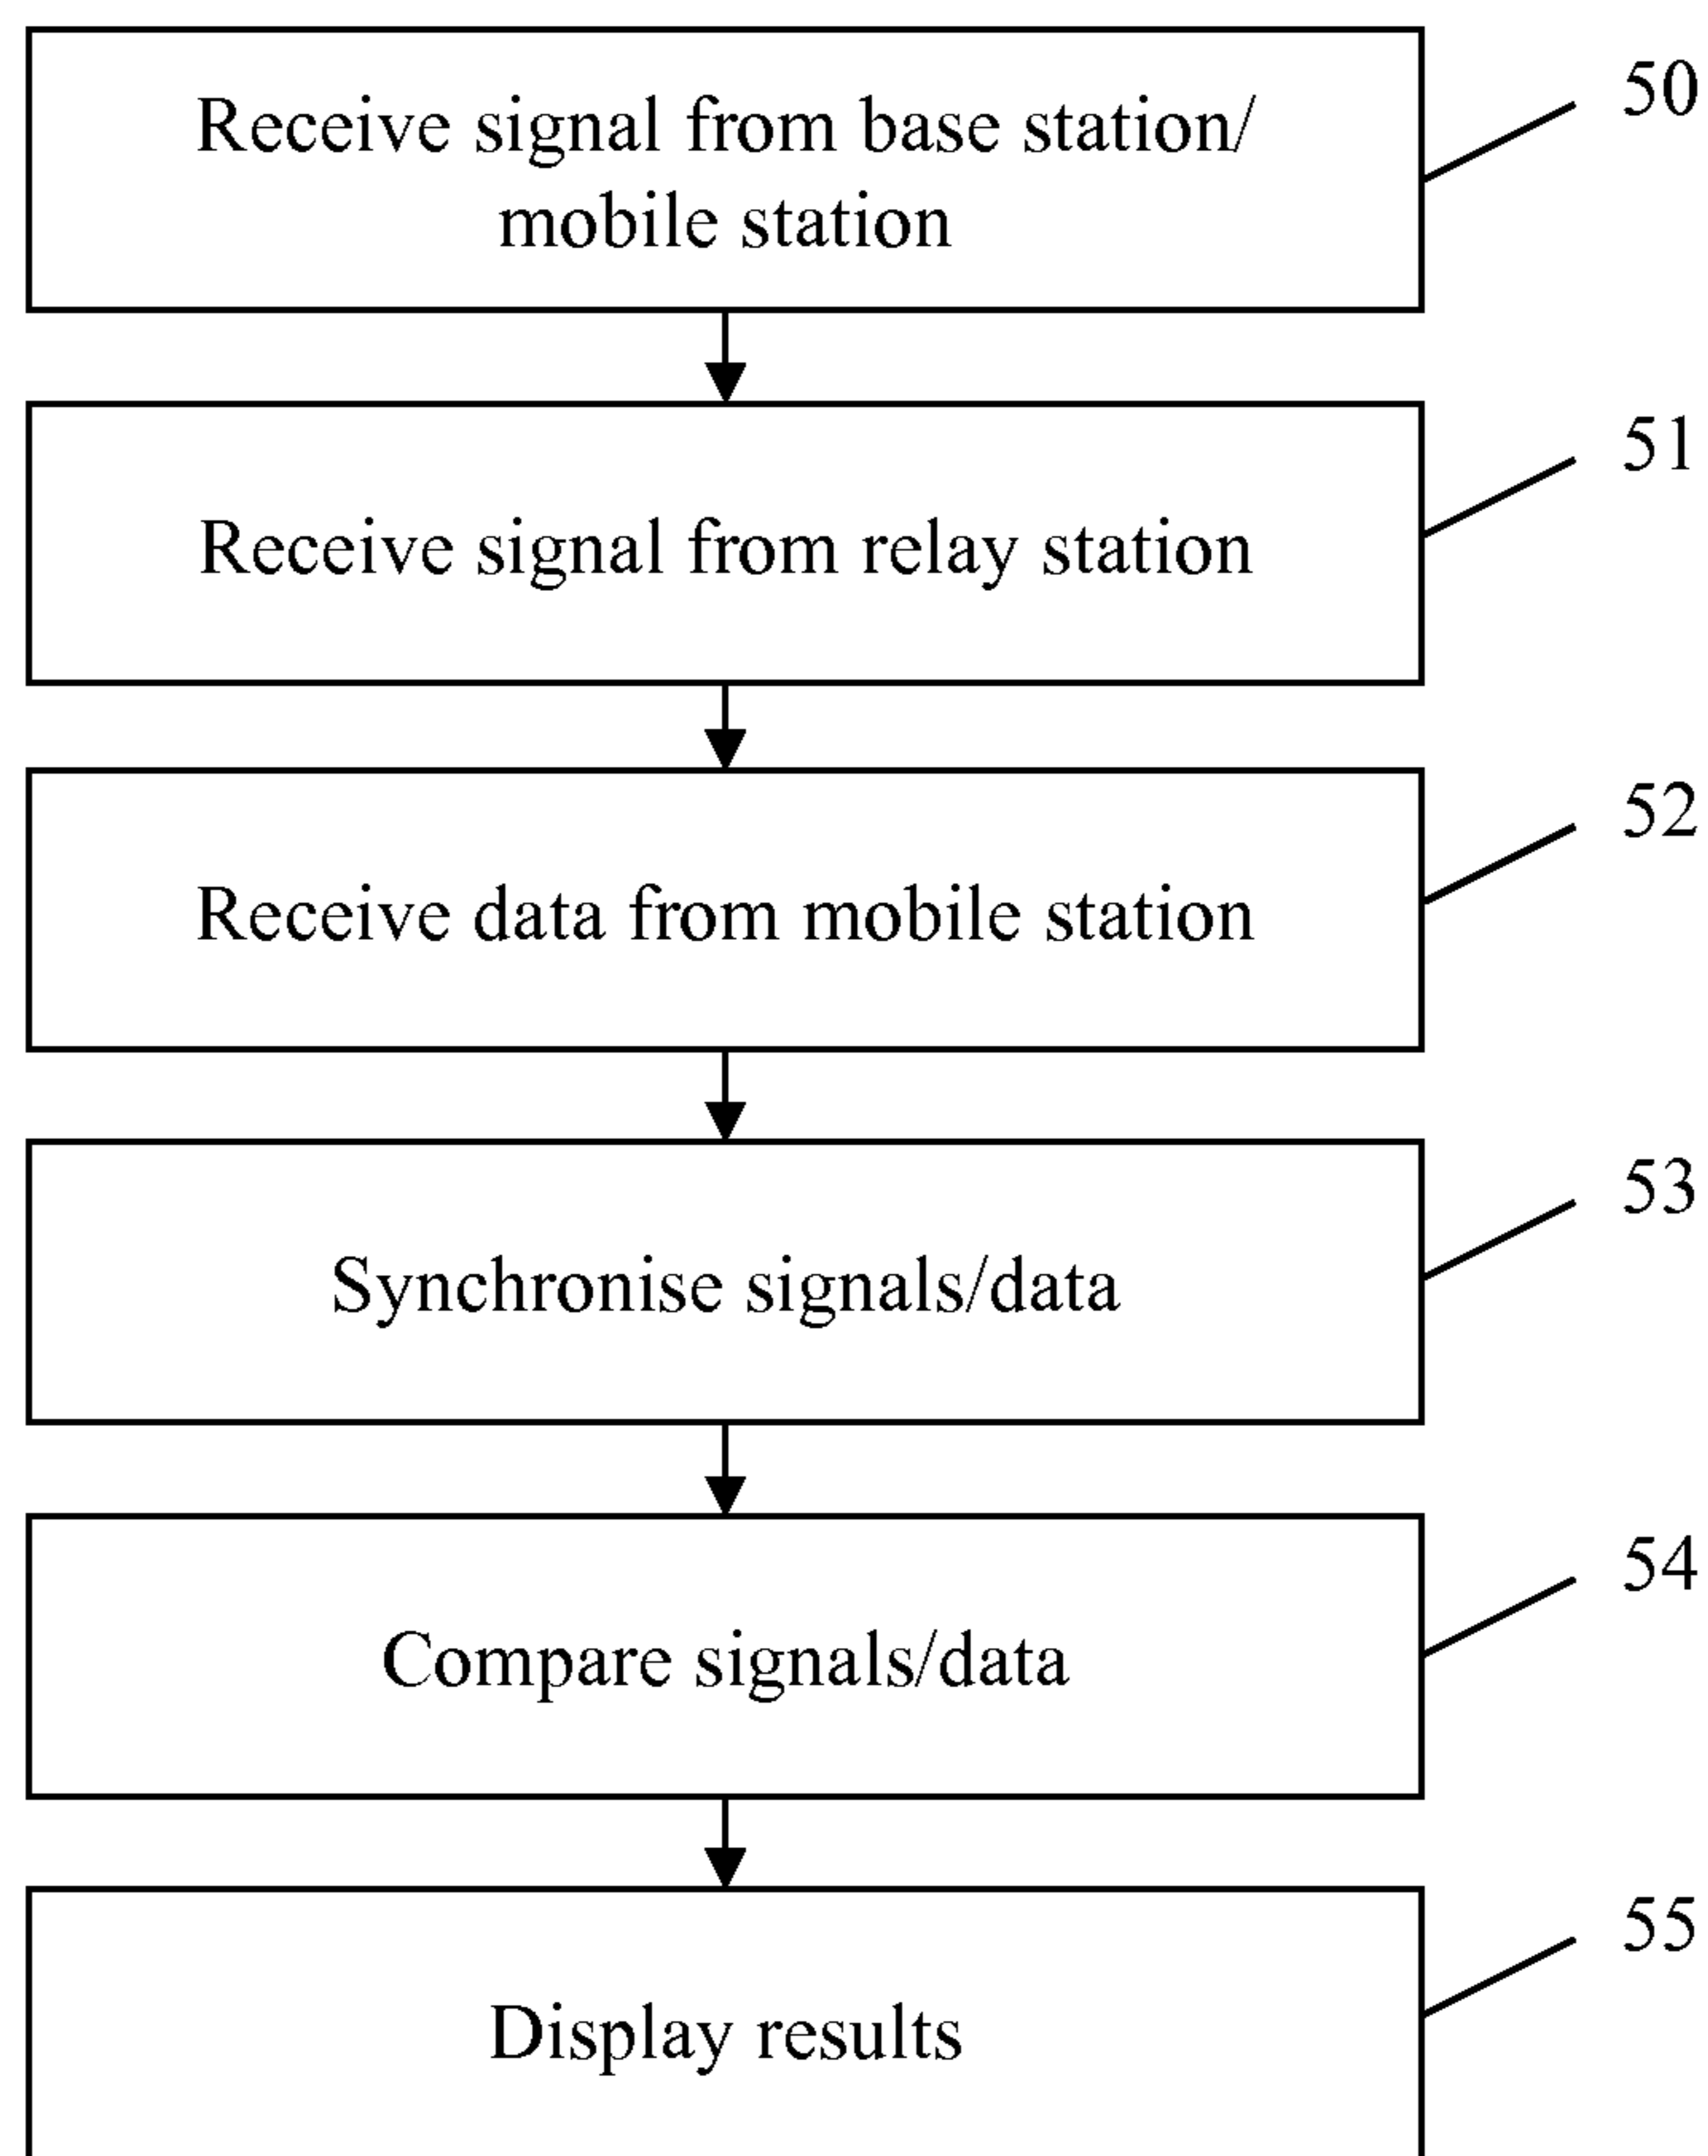 Receive signal from base station/
mobile station
50
Receive signal from relay station
51
Receive data from mobile station
52
Synchronise signals/data
53
Compare signals/data
54
Display results
55